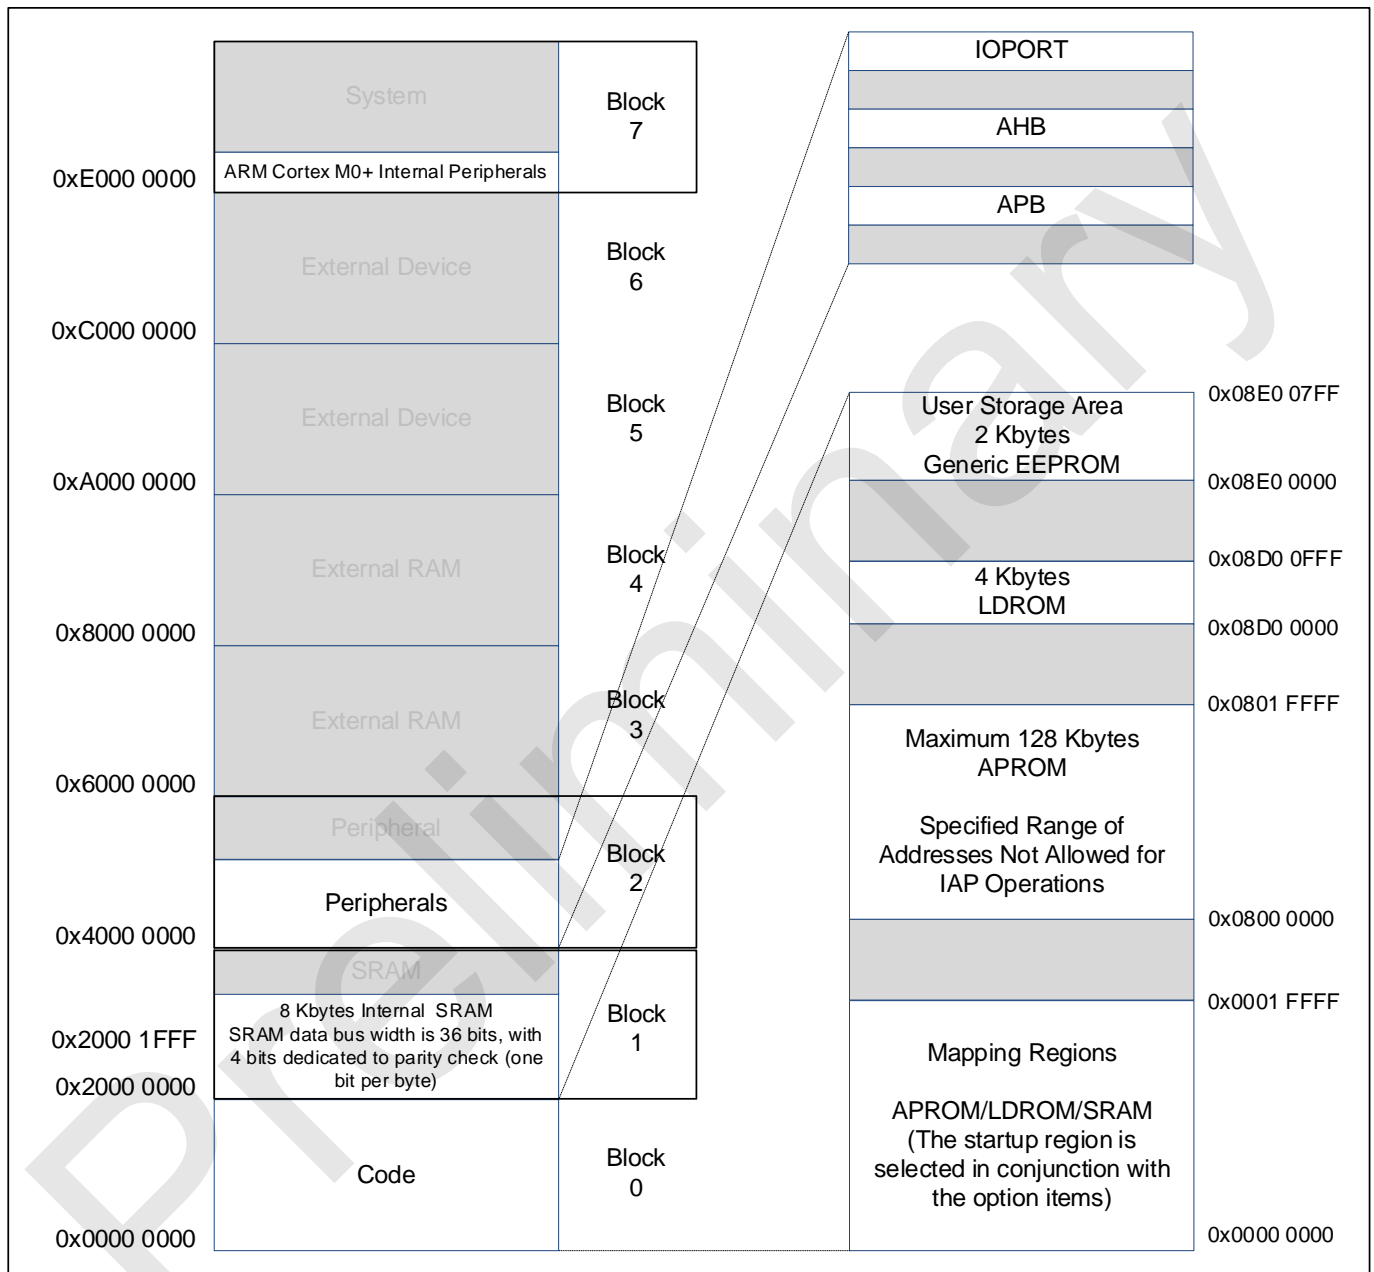 System
Block
7
ARM Cortex M0+ Internal Peripherals
0xE000 0000
External Device
Block
6
0xC000 0000
External Device
Block
5
0xA000 0000
External RAM
Block
4
0x8000 0000
External RAM
Block
3
0x6000 0000
Peripheral
Block
2
Peripherals
0x4000 0000
SRAM
8 Kbytes Internal SRAM
SRAM data bus width is 36 bits, with
4 bits dedicated to parity check (one
bit per byte)
Block
1
0x2000 1FFF
0x2000 0000
Code
Block
0
0x0000 0000
IOPORT
AHB
APB
0x08E0 07FF
User Storage Area
2 Kbytes
Generic EEPROM
0x08E0 0000
0x08D0 0FFF
4 Kbytes
LDROM
0x08D0 0000
0x0801 FFFF
Maximum 128 Kbytes
APROM
Specified Range of
Addresses Not Allowed for
IAP Operations
0x0800 0000
0x0001 FFFF
Mapping Regions
APROM/LDROM/SRAM
(The startup region is
selected in conjunction with
the option items)
0x0000 0000
Preliminary